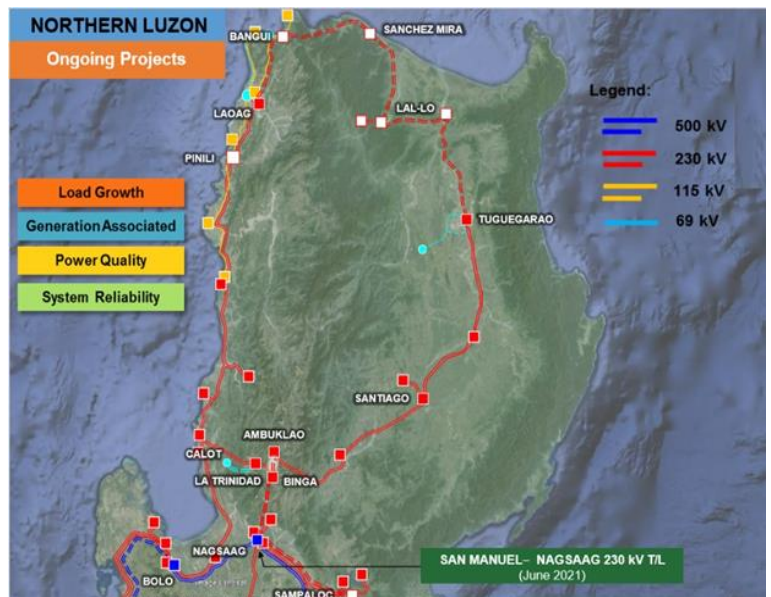 NORTHERN LUZON
Ongoing Projects
BANGUI
SANCHEZ MIRA
LAOAG
LAL-LO
Legend:
500 kV
230 kV
115 kV
69 kV
PINILI
Load Growth
Generation Associated
Power Quality
System Reliability
TUGUEGARAO
SANTIAGO
AMBUKLAO
CALOT
LA TRINIDAD
BINGA
NAGSAAG
BOLO
SAN MANUEL– NAGSAAG 230 kV T/L
(June 2021)
SAMPALOC